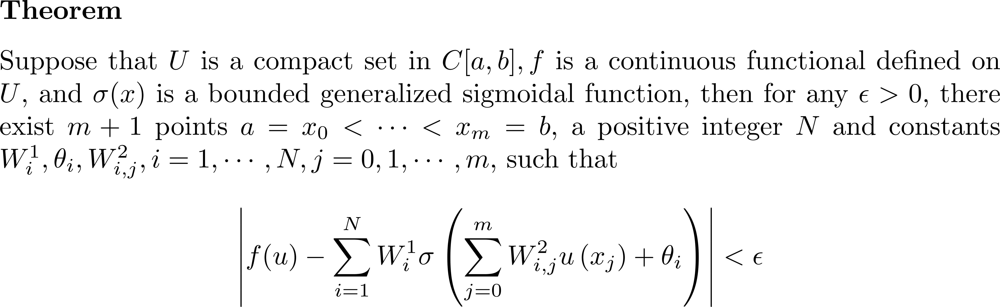 Theorem
Suppose that $U$ is a compact set in $C[a, b], f$ is a continuous functional defined on
$U$, and $\sigma(x)$ is a bounded generalized sigmoidal function, then for any $\epsilon > 0$, there
exist $m + 1$ points $a = x_0 < \cdots < x_m = b$, a positive integer $N$ and constants
$W_i^1, \theta_i, W_{i,j}^2, i = 1, \cdots, N, j = 0, 1, \cdots, m$, such that
$\left| f(u) - \sum_{i=1}^{N} W_i^1 \sigma \left( \sum_{j=0}^{m} W_{i,j}^2 u(x_j) + \theta_i \right) \right| < \epsilon$